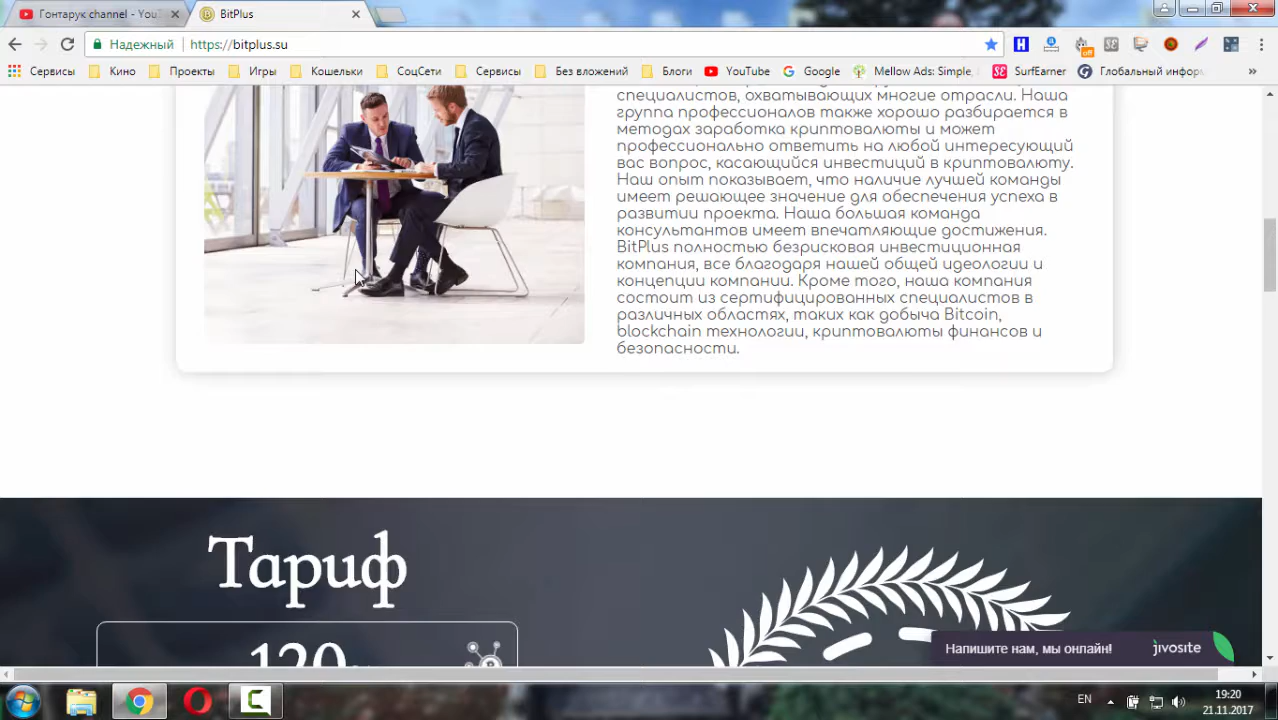 Гонтарук channel - You
BitPlus
Надежный
https://bitplus.su
Сервисы
Кино
Проекты
Игры
Кошельки
СоцСети
Сервисы
Без вложений
Блоги
YouTube
Google
Mellow Ads: Simple,
SurfEarner
Глобальный инфор
»
специалистов, охватывающих многие отрасли. Наша
группа профессионалов также хорошо разбирается в
методах заработка криптовалюты и может
профессионально ответить на любой интересующий
вас вопрос, касающийся инвестиций в криптовалюту.
Наш опыт показывает, что наличие лучшей команды
имеет решающее значение для обеспечения успеха в
развитии проекта. Наша большая команда
консультантов имеет впечатляющие достижения.
BitPlus полностью безрисковая инвестиционная
компания, все благодаря нашей общей идеологии и
концепции компании. Кроме того, наша компания
состоит из сертифицированных специалистов в
различных областях, таких как добыча Bitcoin,
blockchain технологии, криптовалюты финансов и
безопасности.
Тариф
120
Напишите нам, мы онлайн!
jivosite
EN
19:20
21.11.2017